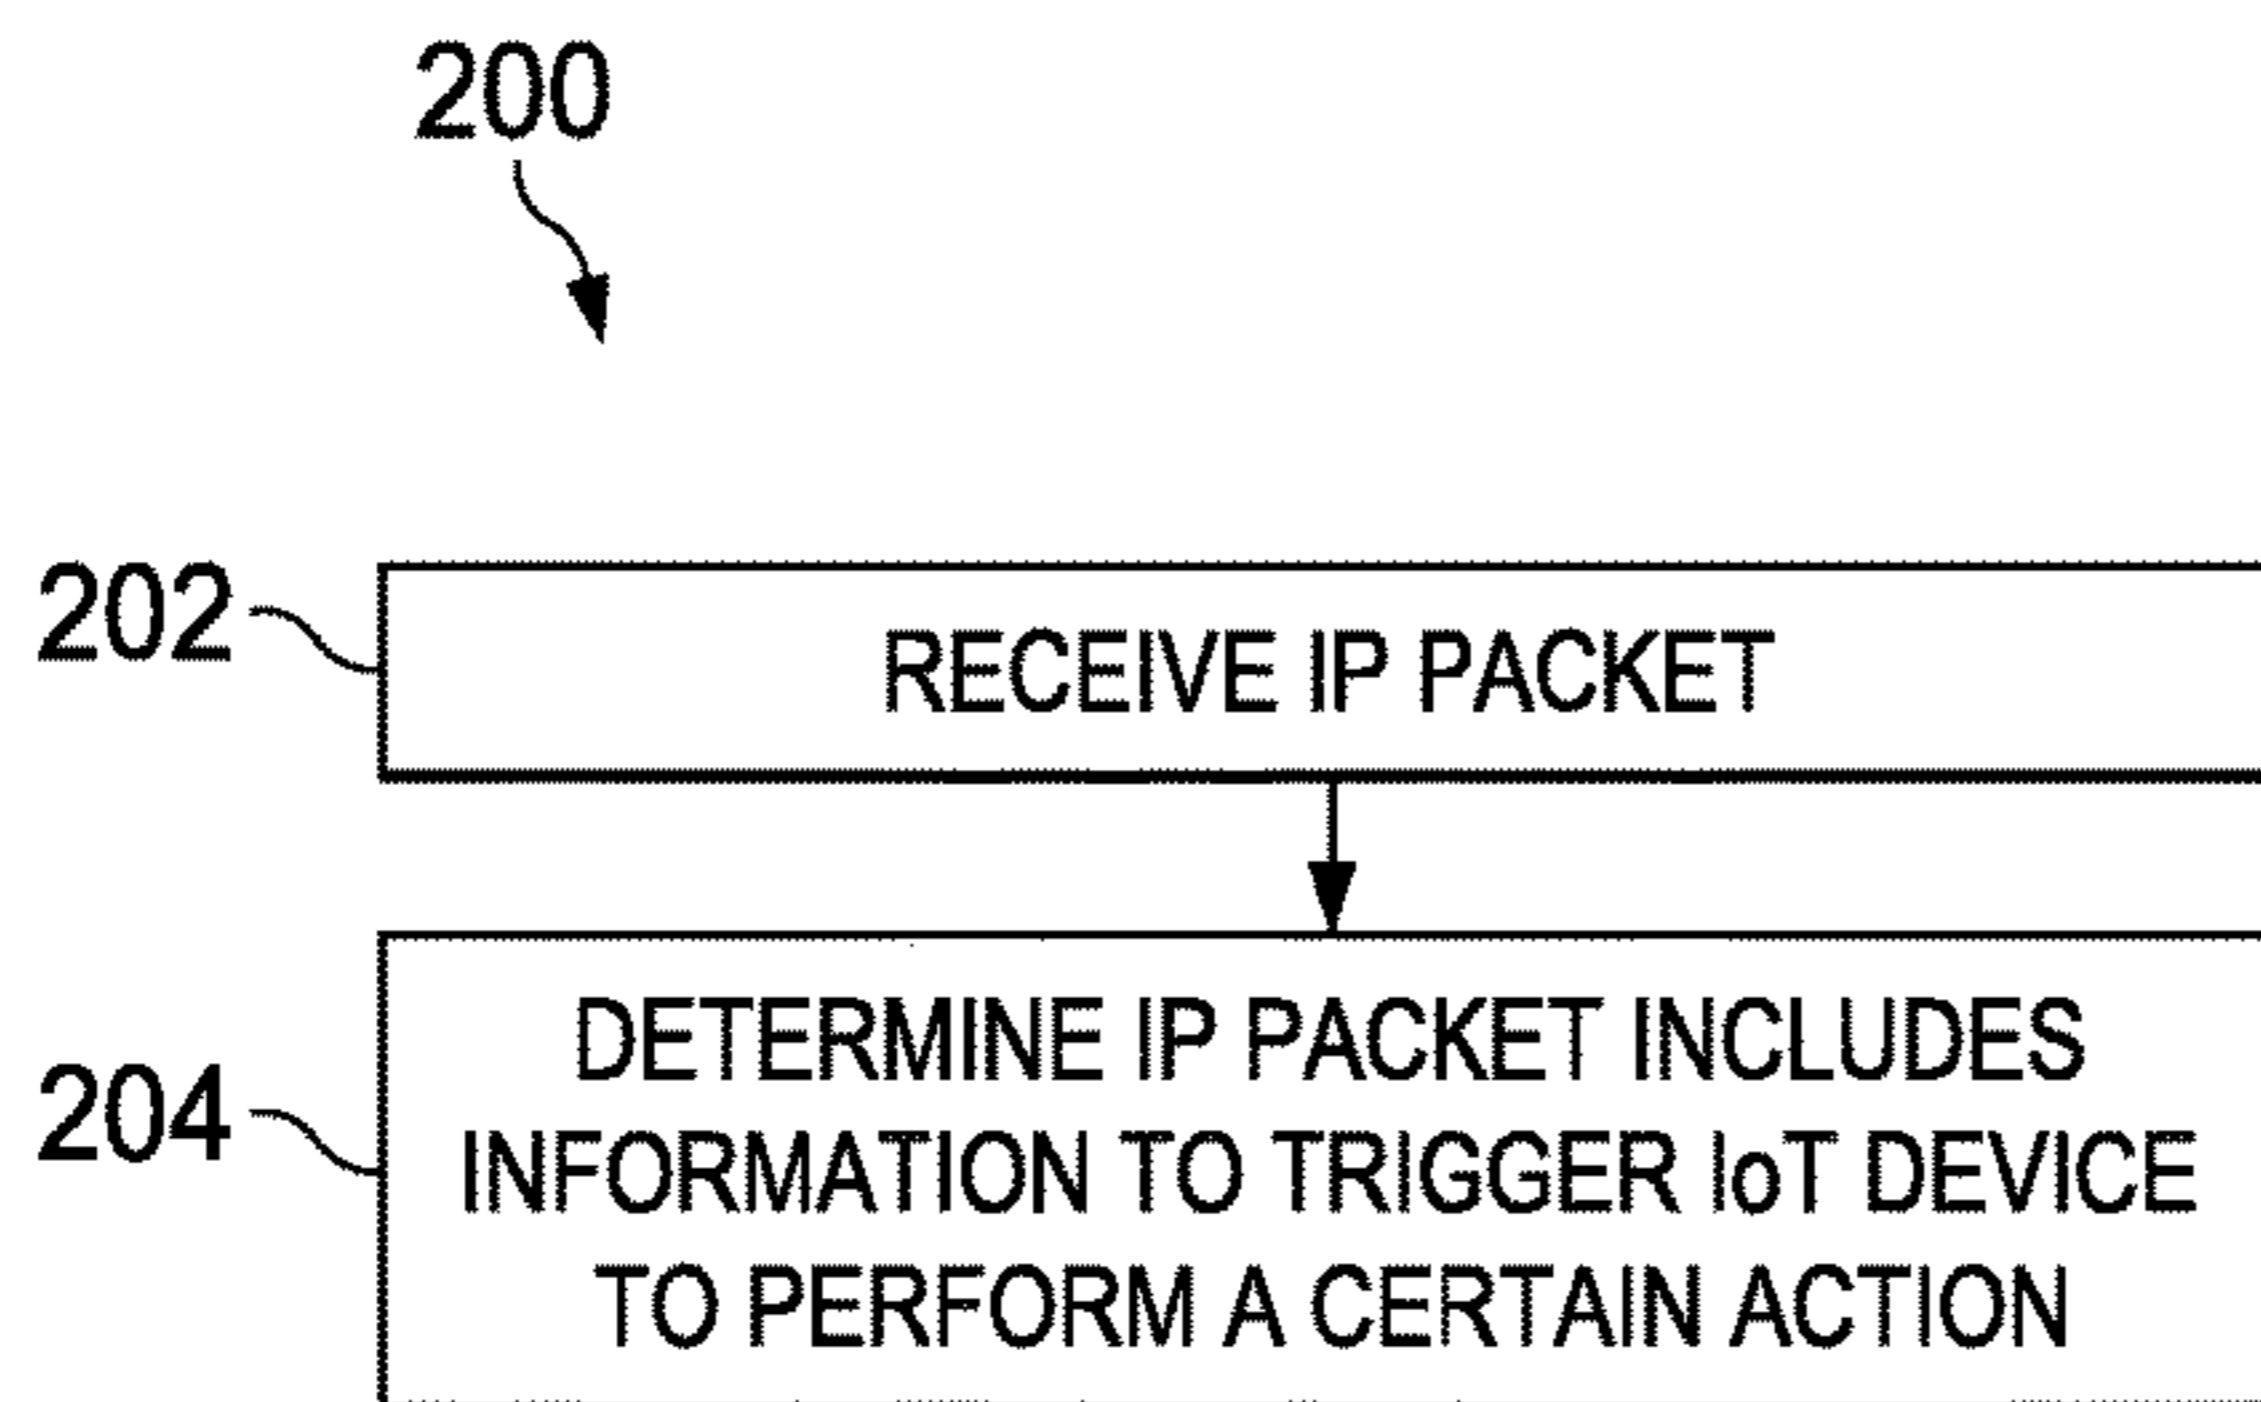 200
202
RECEIVE IP PACKET
DETERMINE IP PACKET INCLUDES
204
INFORMATION TO TRIGGER IoT DEVICE
TO PERFORM A CERTAIN ACTION